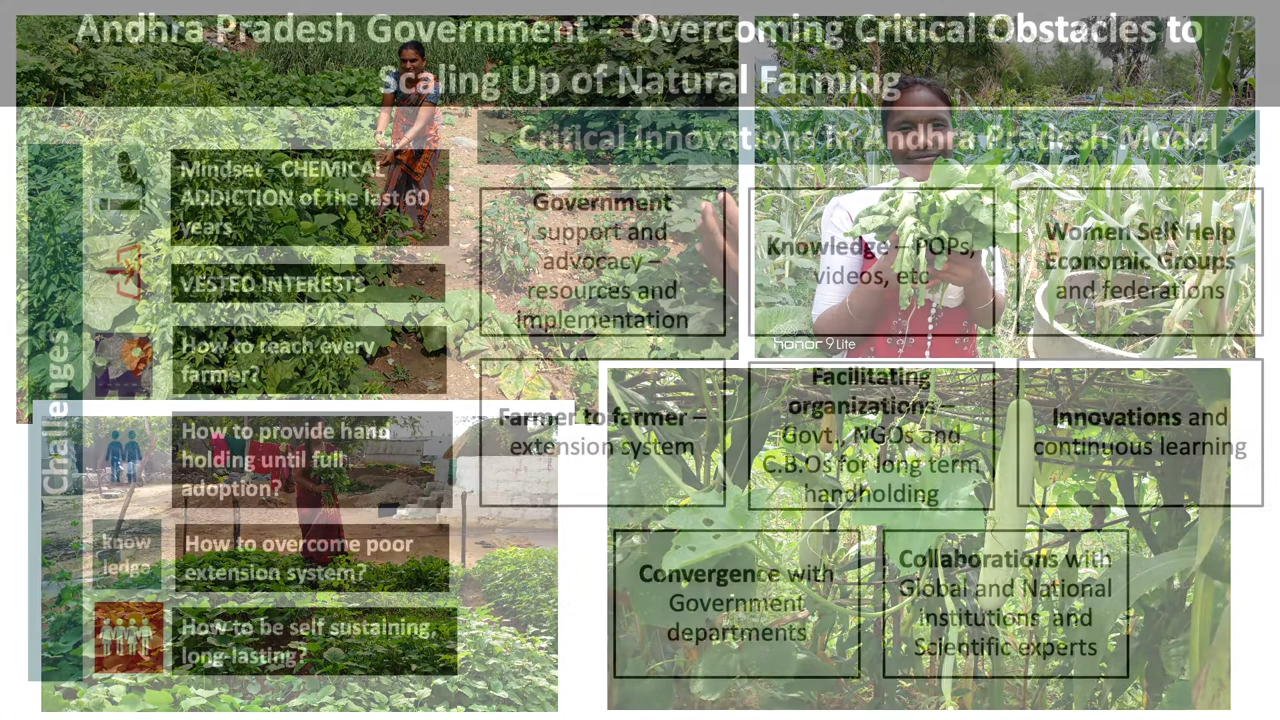 Andhra Pradesh Government – Overcoming Critical Obstacles to
Scaling Up of Natural Farming
Critical Innovations in Andhra Pradesh Model
Challenges
Mindset - CHEMICAL
ADDICTION of the last 60
years
VESTED INTERESTS
How to reach every
farmer?
How to provide hand
holding until full
adoption?
know
ledge
How to overcome poor
extension system?
How to be self sustaining,
long-lasting?
Government
support and
advocacy –
resources and
implementation
Knowledge – POPs,
videos, etc
Women Self Help
Economic Groups
and federations
honor 9 Lite
Farmer to farmer –
extension system
Facilitating
organizations
Govt., NGOs and
C.B.Os for long term
handholding
Innovations and
continuous learning
Convergence with
Government
departments
Collaborations with
Global and National
institutions and
Scientific experts